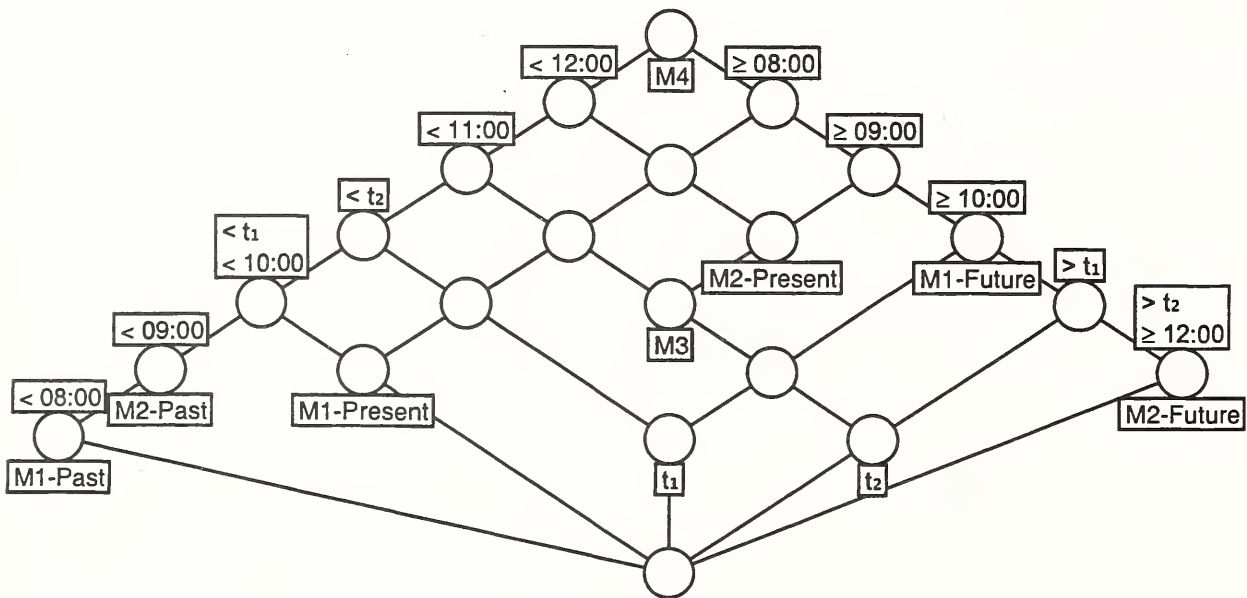 < 12:00
M4
≥ 08:00
< 11:00
≥ 09:00
< t₂
≥ 10:00
< t₁
< 10:00
M2-Present
M1-Future
> t₁
> t₂
≥ 12:00
< 09:00
M3
< 08:00
M2-Past
M1-Present
M2-Future
M1-Past
t₁
t₂